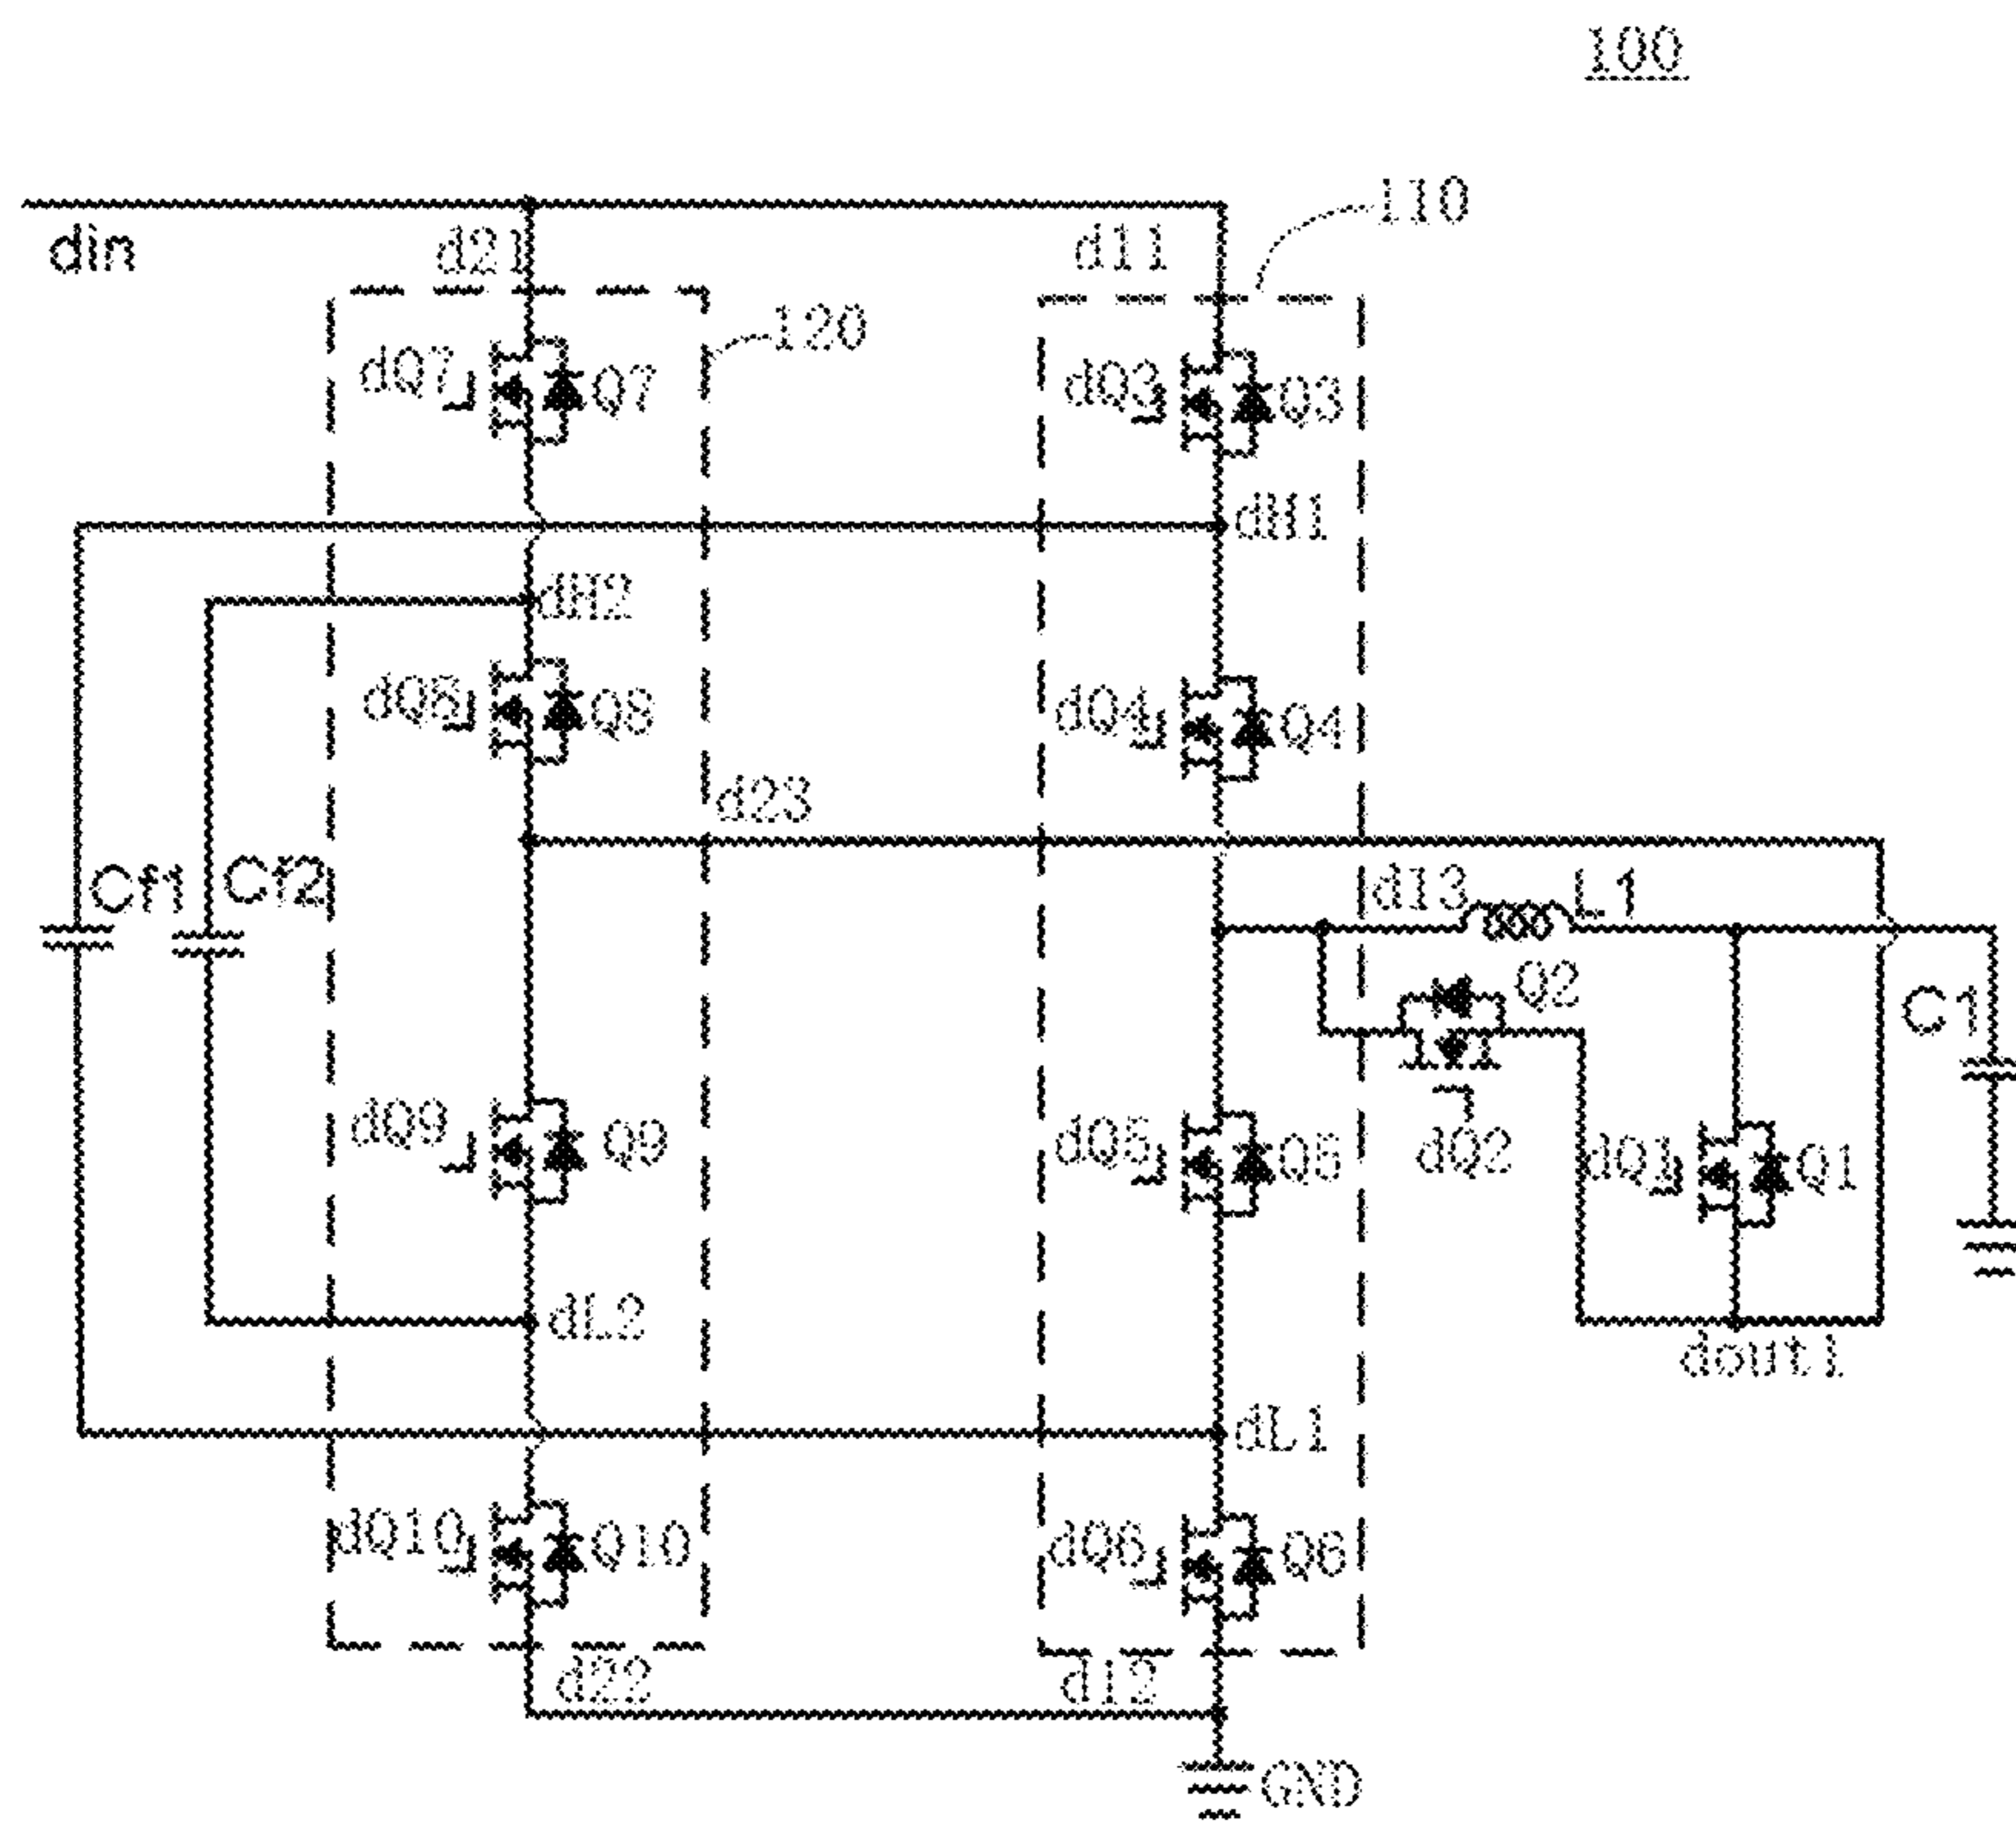 100
110
din
d21
d11
120
dQ7
Q7
dQ3
Q3
dH1
dH2
dQ8
Q8
dQ4
Q4
d23
Cf1
Cf2
d13
L1
Q2
C1
dQ9
Q9
dQ5
Q5
dQ2
dQ1
Q1
dL2
dout1
dL1
dQ10
Q10
dQ6
Q6
d22
d12
GND